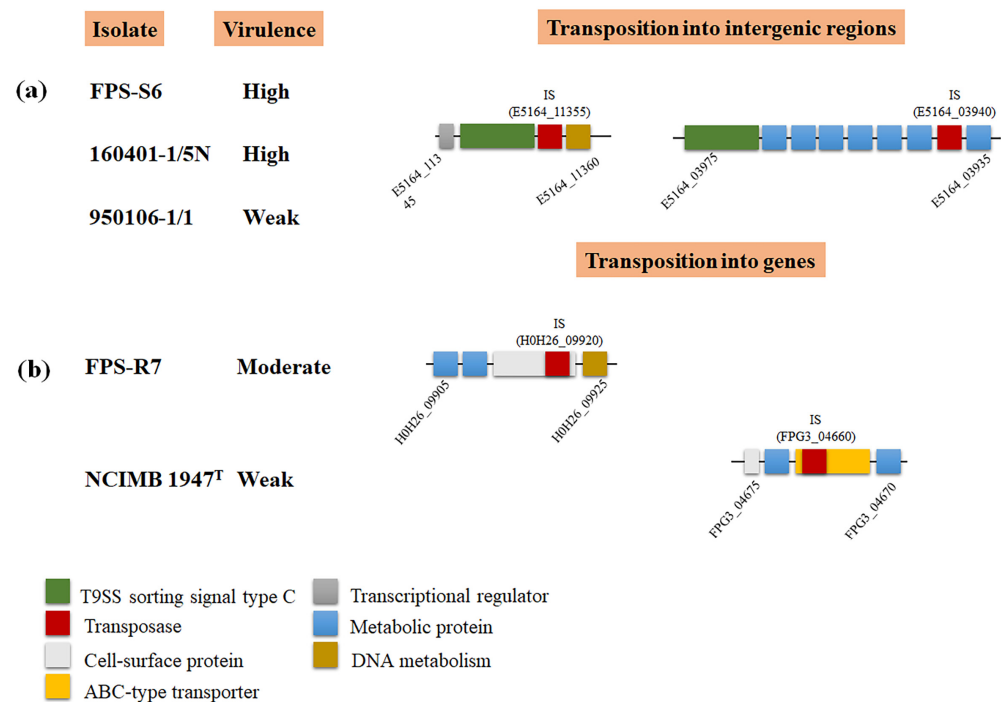 Isolate Virulence Transposition into intergenic regions
(a) FPS-S6 High
IS
(E5164_11355)
IS
(E5164_03940)
160401-1/5N High
E5164_113
45
E5164_11360
E5164_03975
E5164_03935
950106-1/1 Weak
Transposition into genes
IS
(H0H26_09920)
(b) FPS-R7 Moderate
H0H26_09905
H0H26_09925
IS
(FPG3_04660)
NCIMB 1947T Weak
FPG3_04675
FPG3_04670
T9SS sorting signal type C Transcriptional regulator
Transposase Metabolic protein
Cell-surface protein DNA metabolism
ABC-type transporter